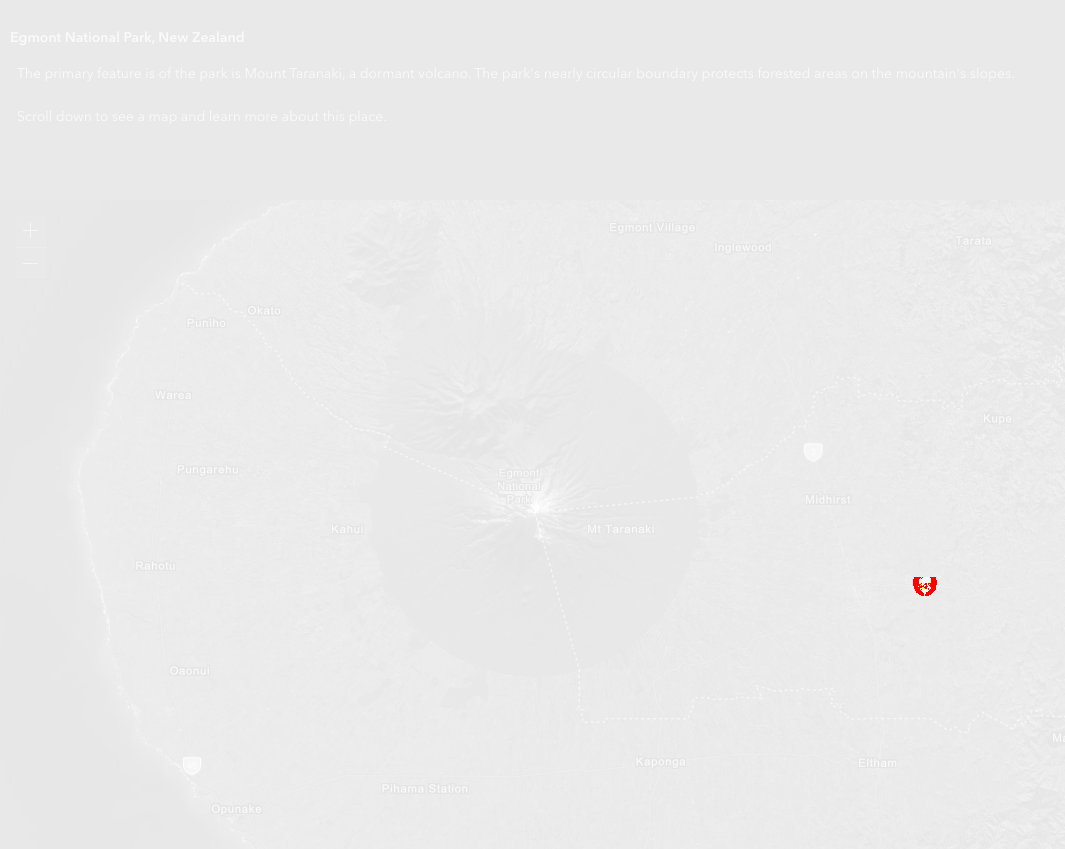 Egmont National Park, New Zealand
The primary feature is of the park is Mount Taranaki, a dormant volcano. The park's nearly circular boundary protects forested areas on the mountain's slopes.
Scroll down to see a map and learn more about this place.
+
Egmont Village
Tarata
Inglewood
−
Okato
Puniho
Warea
Kupe
Pungarehu
Egmont
National
Park
Midhirst
Kahui
Mt Taranaki
Rahotu
Oaonui
Kaponga
Eltham
Pihama Station
Opunake